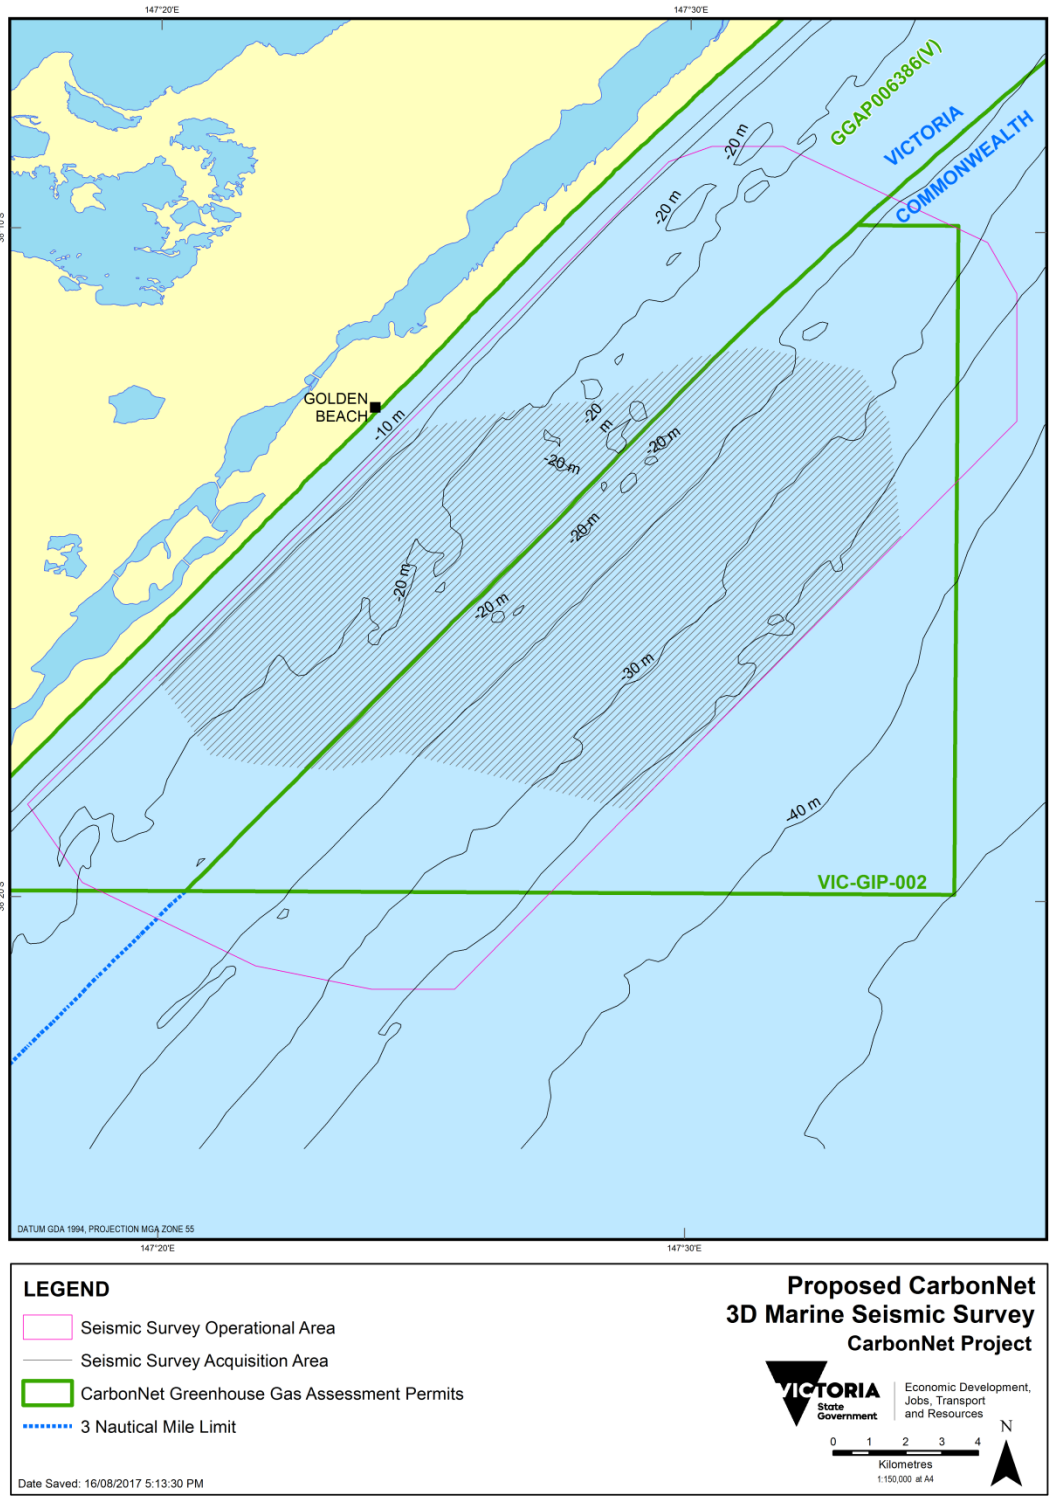 147°20'E
147°30'E
GGAP006386(V)
VICTORIA
COMMONWEALTH
-20 m
-20 m
GOLDEN
BEACH
-10 m
-20
m
-20 m
-20 m
-20 m
-20 m
-20 m
-30 m
-40 m
VIC-GIP-002
DATUM GDA 1994, PROJECTION MGA ZONE 55
147°20'E
147°30'E
LEGEND
Seismic Survey Operational Area
Seismic Survey Acquisition Area
CarbonNet Greenhouse Gas Assessment Permits
3 Nautical Mile Limit
Date Saved: 16/08/2017 5:13:30 PM
Proposed CarbonNet
3D Marine Seismic Survey
CarbonNet Project
VICTORIA
State
Government
Economic Development,
Jobs, Transport
and Resources
N
0 1 2 3 4
Kilometres
1:150,000 at A4